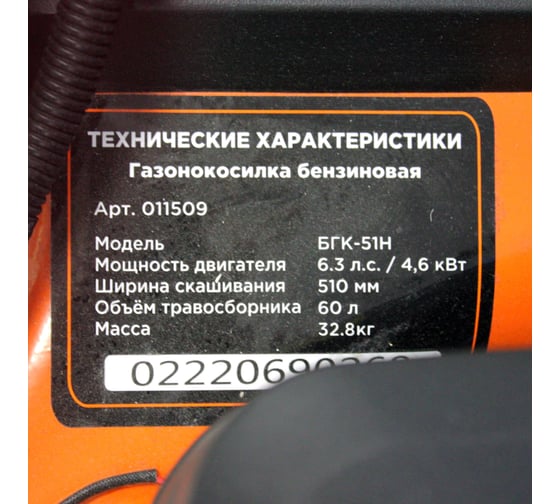 ТЕХНИЧЕСКИЕ ХАРАКТЕРИСТИКИ
Газонокосилка бензиновая
Арт. 011509
Модель БГК-51Н
Мощность двигателя 6.3 л.с. / 4,6 кВт
Ширина скашивания 510 мм
Объём травосборника 60 л
Масса 32.8кг